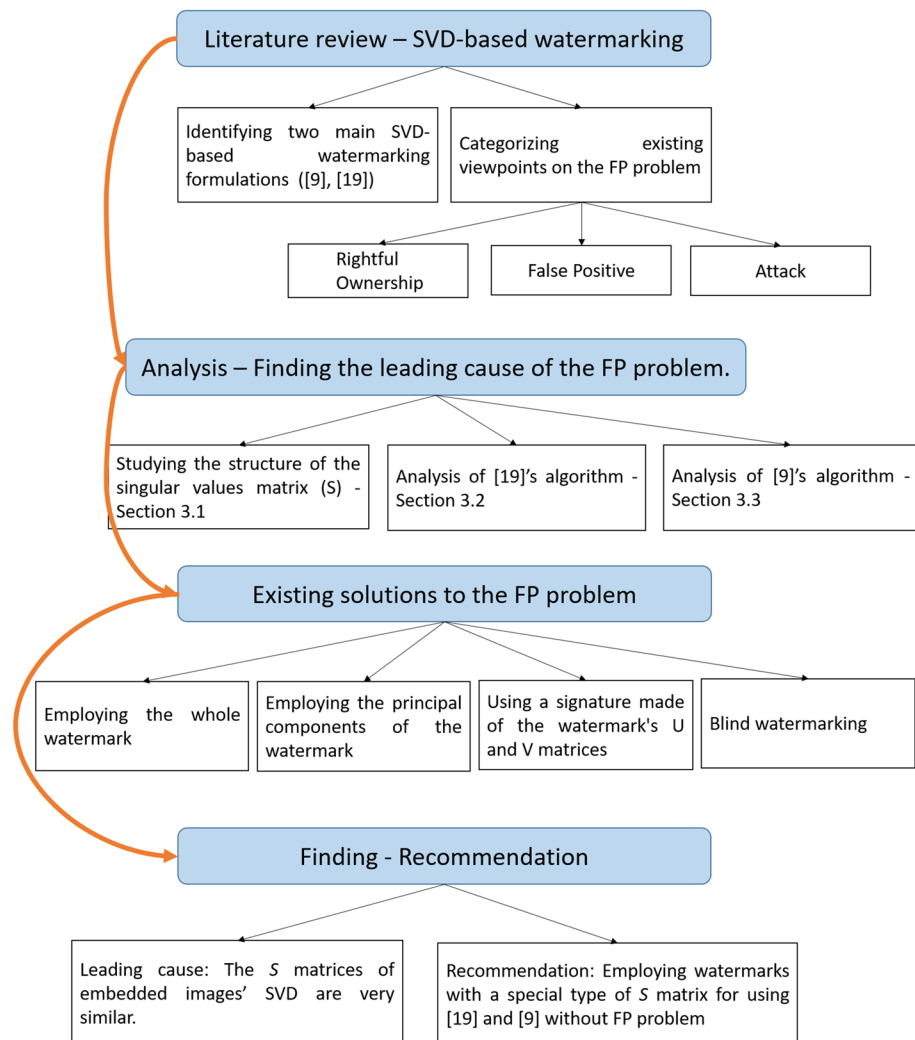 Literature review – SVD-based watermarking
Identifying two main SVD-
based watermarking
formulations ([9], [19])
Categorizing existing
viewpoints on the FP problem
Rightful
Ownership
False Positive
Attack
Analysis – Finding the leading cause of the FP problem.
Studying the structure of the
singular values matrix (S) -
Section 3.1
Analysis of [19]'s algorithm -
Section 3.2
Analysis of [9]'s algorithm -
Section 3.3
Existing solutions to the FP problem
Employing the whole
watermark
Employing the principal
components of the
watermark
Using a signature made
of the watermark's U
and V matrices
Blind watermarking
Finding - Recommendation
Leading cause: The S matrices of
embedded images’ SVD are very
similar.
Recommendation: Employing watermarks
with a special type of S matrix for using
[19] and [9] without FP problem